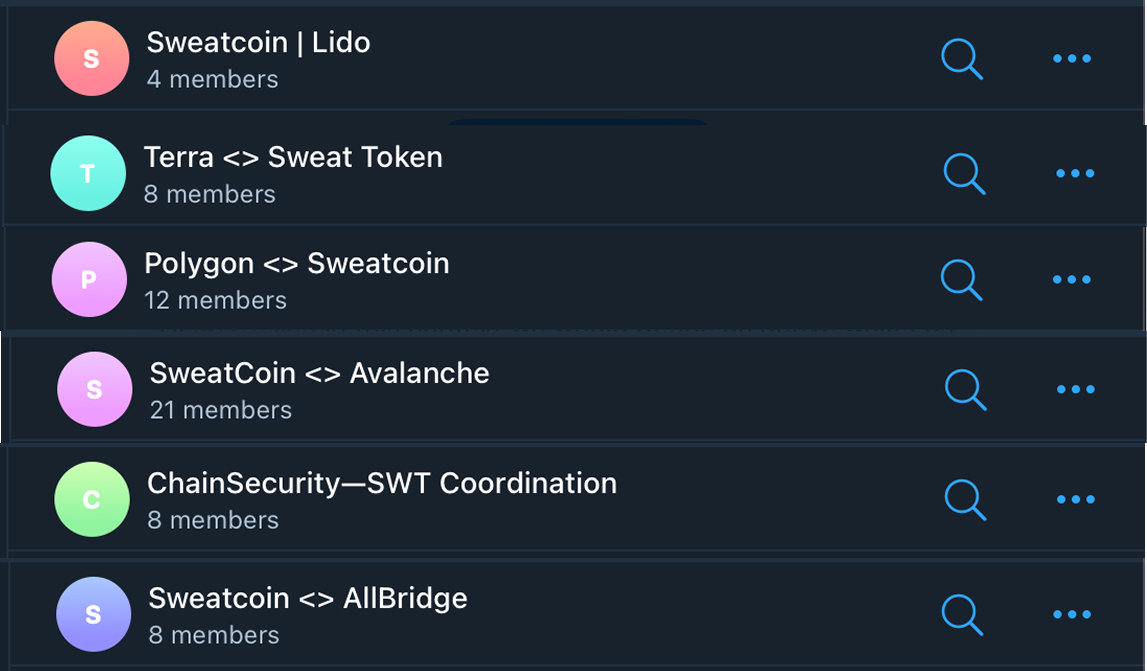 S
Sweatcoin | Lido
4 members
T
Terra <> Sweat Token
8 members
P
Polygon <> Sweatcoin
12 members
S
SweatCoin <> Avalanche
21 members
C
ChainSecurity—SWT Coordination
8 members
S
Sweatcoin <> AllBridge
8 members